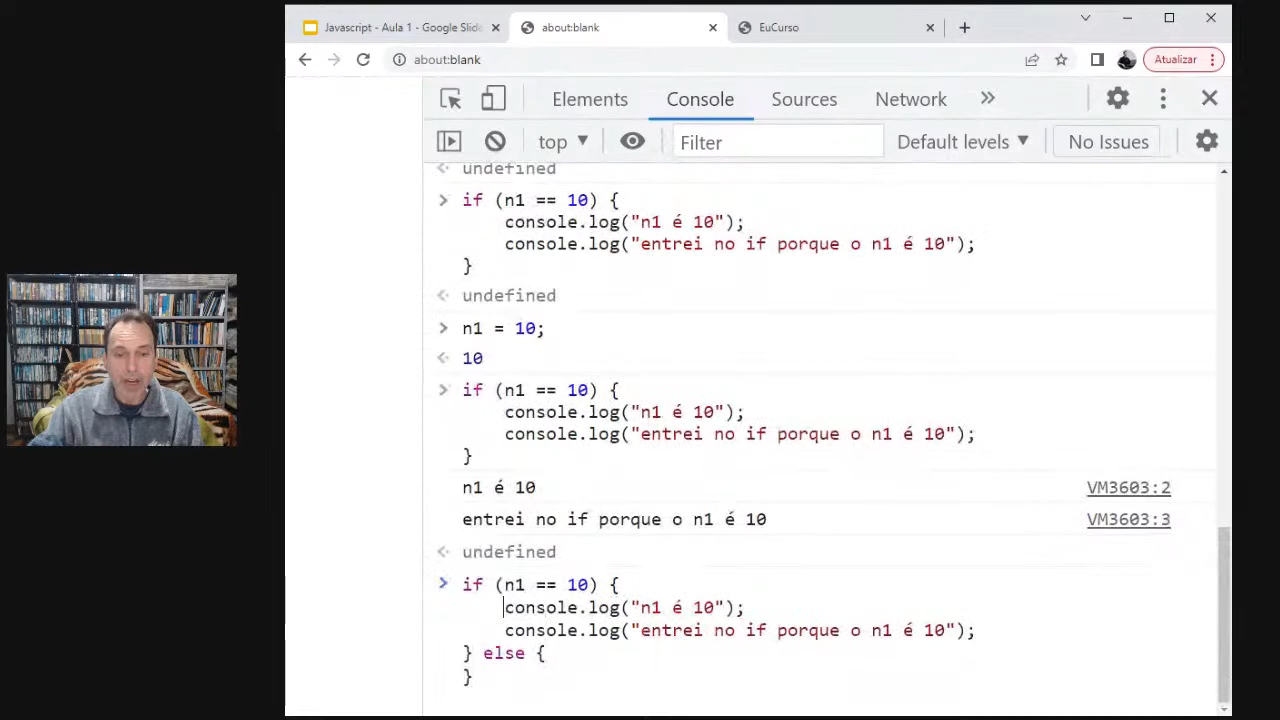 Javascript - Aula 1 - Google Slide
about:blank
EuCurso
about:blank
Atualizar
Elements
Console
Sources
Network
top
Filter
Default levels
No Issues
undefined
if (n1 == 10) {
console.log("n1 é 10");
console.log("entrei no if porque o n1 é 10");
}
undefined
n1 = 10;
10
if (n1 == 10) {
console.log("n1 é 10");
console.log("entrei no if porque o n1 é 10");
}
n1 é 10 VM3603:2
entrei no if porque o n1 é 10 VM3603:3
undefined
if (n1 == 10) {
console.log("n1 é 10");
console.log("entrei no if porque o n1 é 10");
} else {
}